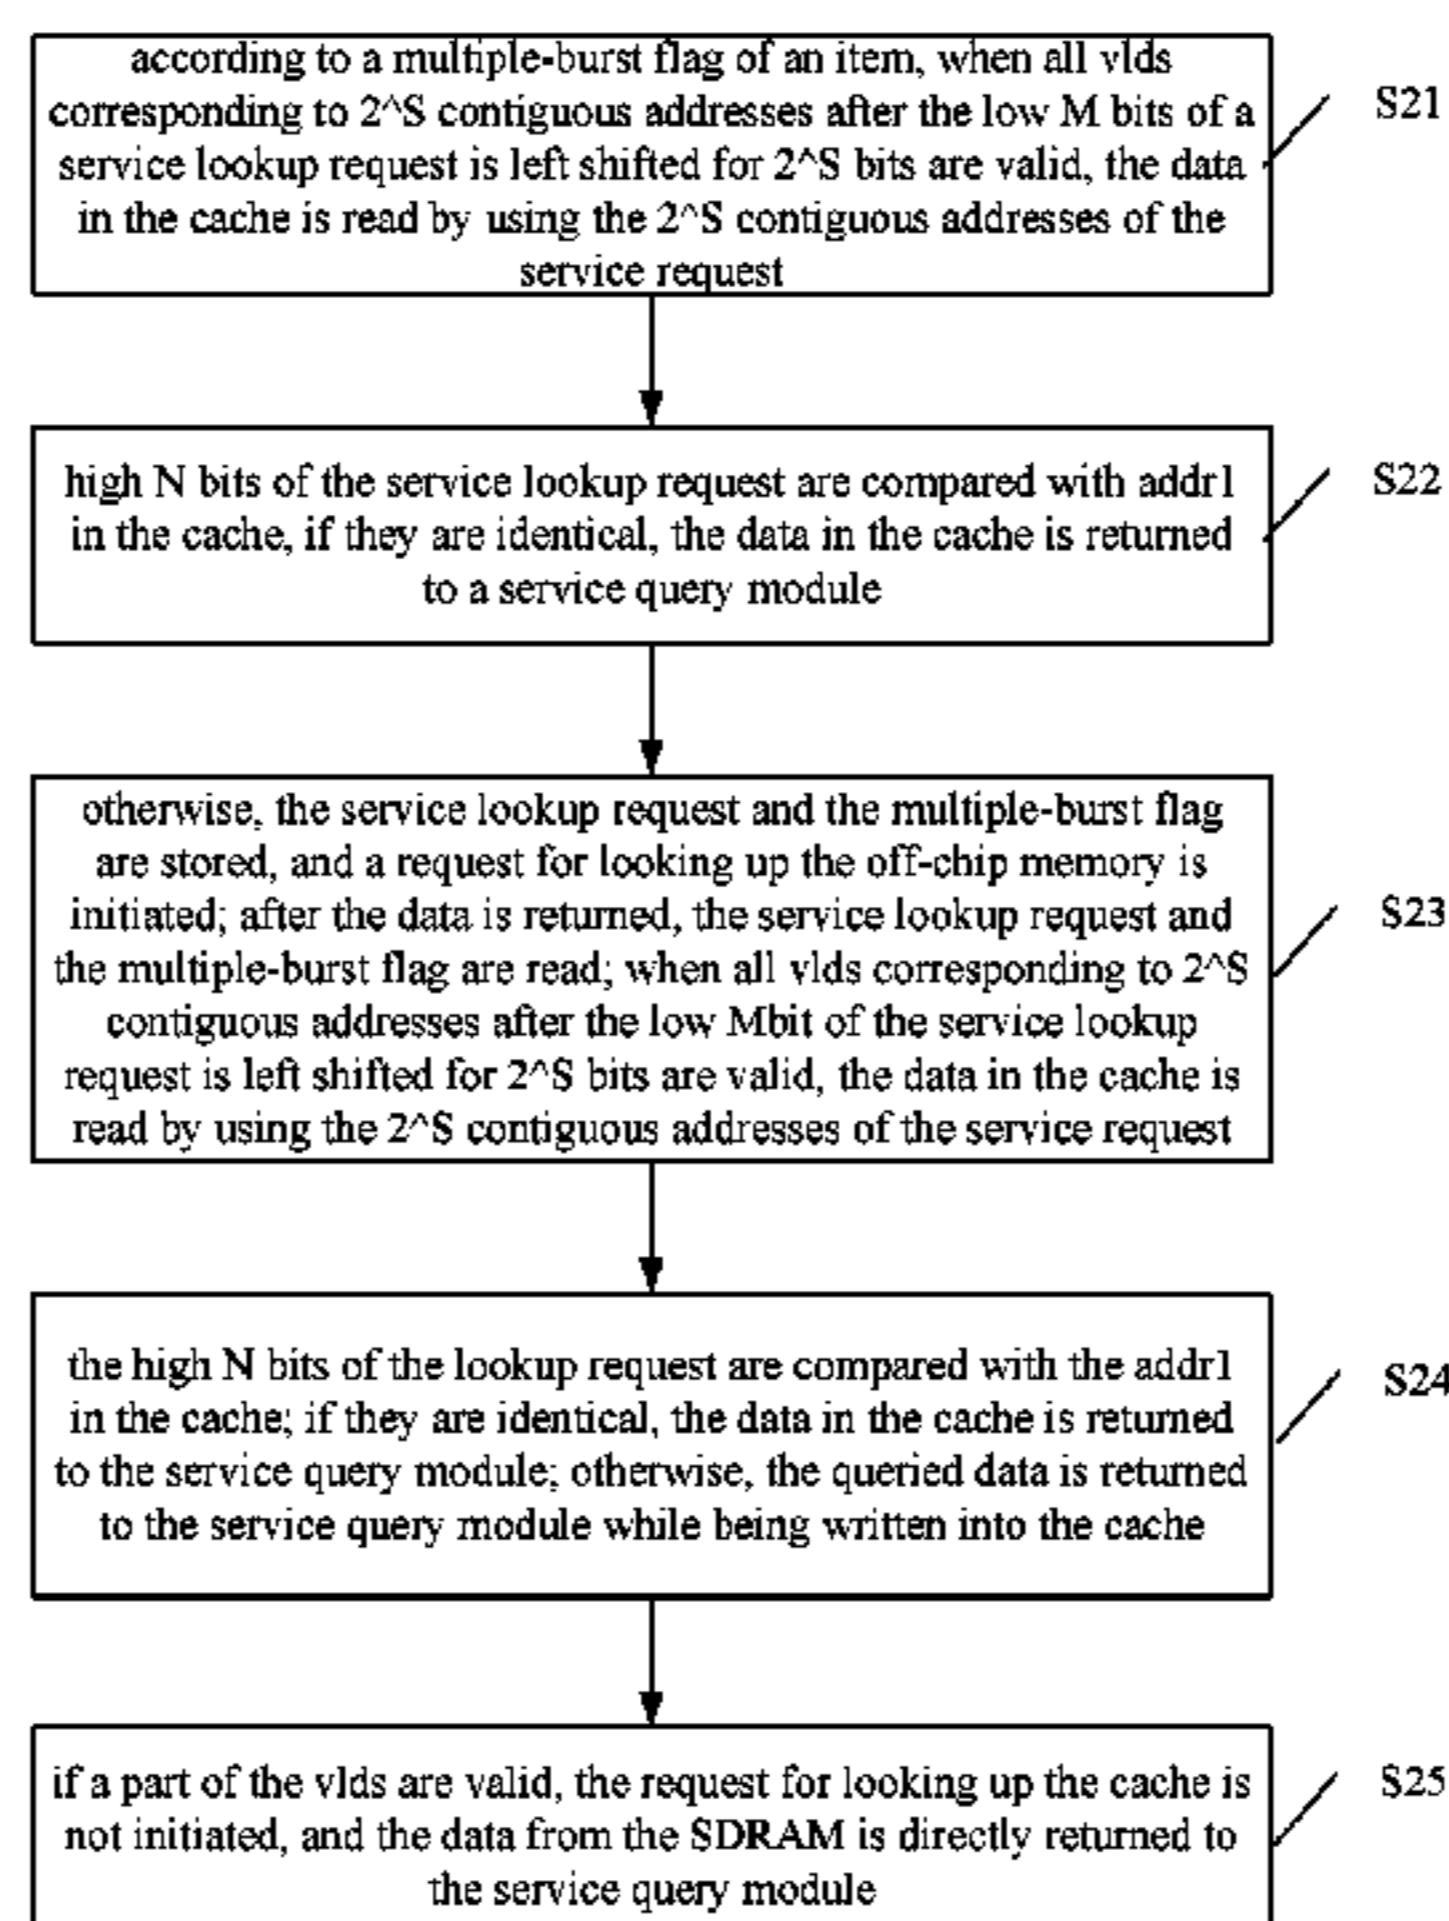 according to a multiple-burst flag of an item, when all vlds
corresponding to 2^S contiguous addresses after the low M bits of a
service lookup request is left shifted for 2^S bits are valid, the data
in the cache is read by using the 2^S contiguous addresses of the
service request
S21
high N bits of the service lookup request are compared with addr1
in the cache, if they are identical, the data in the cache is returned
to a service query module
S22
otherwise, the service lookup request and the multiple-burst flag
are stored, and a request for looking up the off-chip memory is
initiated; after the data is returned, the service lookup request and
the multiple-burst flag are read; when all vlds corresponding to 2^S
contiguous addresses after the low Mbit of the service lookup
request is left shifted for 2^S bits are valid, the data in the cache is
read by using the 2^S contiguous addresses of the service request
S23
the high N bits of the lookup request are compared with the addr1
in the cache; if they are identical, the data in the cache is returned
to the service query module; otherwise, the queried data is returned
to the service query module while being written into the cache
S24
if a part of the vlds are valid, the request for looking up the cache is
not initiated, and the data from the SDRAM is directly returned to
the service query module
S25